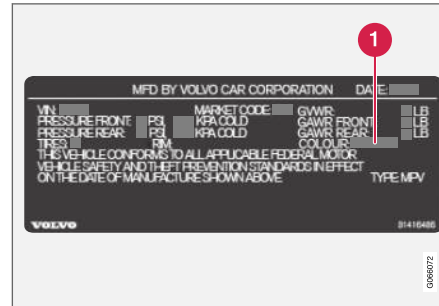 1
MFD BY VOLVO CAR CORPORATION DATE:
VIN: MARKET CODE: GVWR: LB
PRESSURE FRONT: PSI, KPA COLD GAWR FRONT: LB
PRESSURE REAR: PSI, KPA COLD GAWR REAR: LB
TIRES: RIM: COLOUR:
THIS VEHICLE CONFORMS TO ALL APPLICABLE FEDERAL MOTOR
VEHICLE SAFETY AND THEFT PREVENTION STANDARDS IN EFFECT
ON THE DATE OF MANUFACTURE SHOWN ABOVE TYPE MPV
VOLVO 31416486
G066072